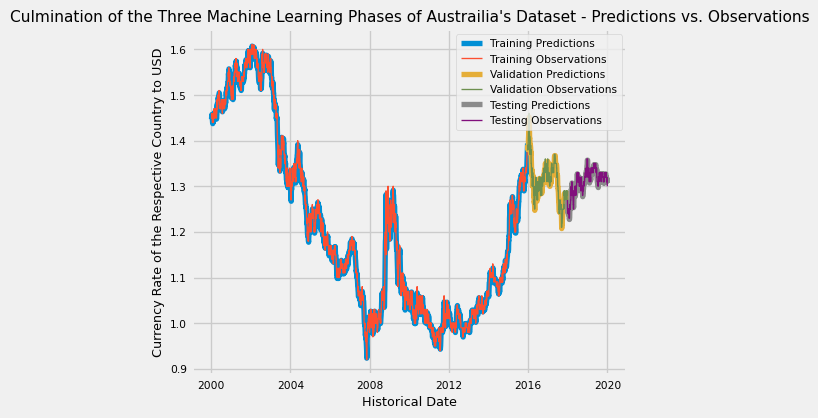 Culmination of the Three Machine Learning Phases of Austrailia's Dataset - Predictions vs. Observations
Training Predictions
Training Observations
Validation Predictions
Validation Observations
Testing Predictions
Testing Observations
Currency Rate of the Respective Country to USD
1.6
1.5
1.4
1.3
1.2
1.1
1.0
0.9
2000
2004
2008
2012
2016
2020
Historical Date